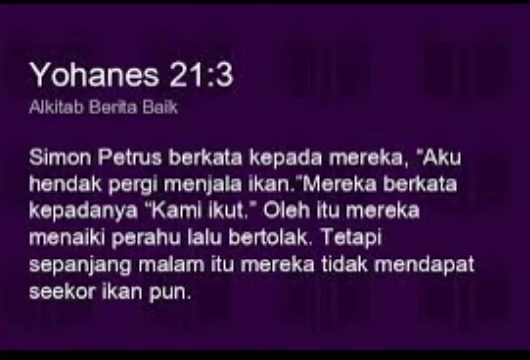 Yohanes 21:3
Alkitab Berita Baik
Simon Petrus berkata kepada mereka, "Aku
hendak pergi menjala ikan."Mereka berkata
kepadanya "Kami ikut." Oleh itu mereka
menaiki perahu lalu bertolak. Tetapi
sepanjang malam itu mereka tidak mendapat
seekor ikan pun.